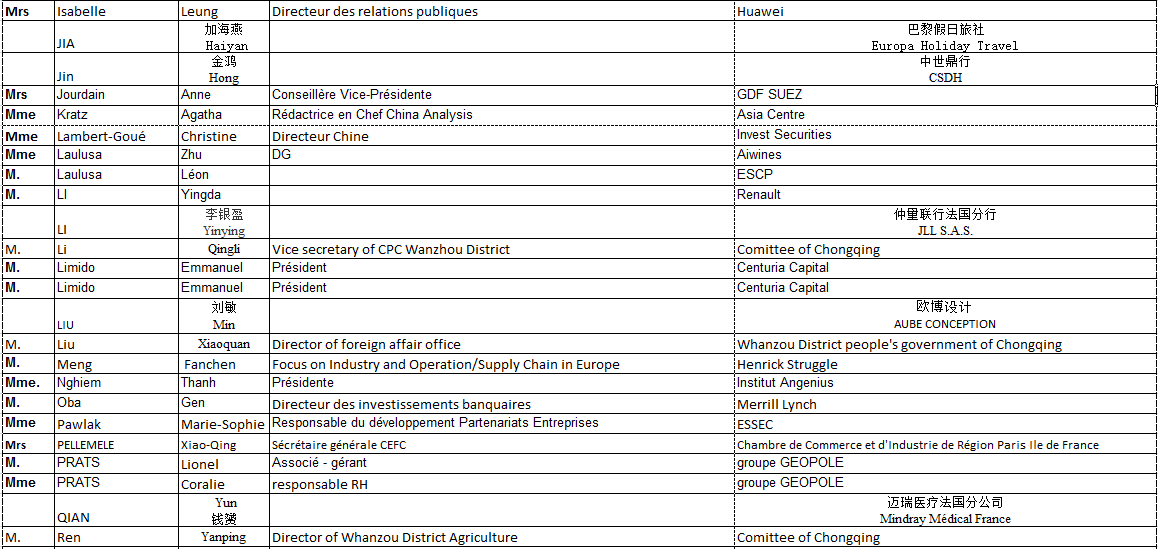 Mrs Isabelle Leung Directeur des relations publiques Huawei
JIA 加海燕 Haiyan 巴黎假日旅社 Europa Holiday Travel
Jin 金鸿 Hong 中世鼎行 CSDH
Mrs Jourdain Anne Conseillère Vice-Présidente GDF SUEZ
Mme Kratz Agatha Rédactrice en Chef China Analysis Asia Centre
Mme Lambert-Goué Christine Directeur Chine Invest Securities
Mme Laulusa Zhu DG Aiwines
M. Laulusa Léon ESCP
M. LI Yingda Renault
LI 李银盈 Yinying 仲量联行法国分行 JLL S.A.S.
M. Li Qingli Vice secretary of CPC Wanzhou District Comittee of Chongqing
M. Limido Emmanuel Président Centuria Capital
M. Limido Emmanuel Président Centuria Capital
LIU 刘敏 Min 欧博设计 AUBE CONCEPTION
M. Liu Xiaoquan Director of foreign affair office Whanzou District people's government of Chongqing
M. Meng Fanchen Focus on Industry and Operation/Supply Chain in Europe Henrick Struggle
Mme. Nghiem Thanh Présidente Institut Angenius
M. Oba Gen Directeur des investissements banquaires Merrill Lynch
Mme Pawlak Marie-Sophie Responsable du développement Partenariats Entreprises ESSEC
Mrs PELLEMELE Xiao-Qing Sécrétaire générale CEFC Chambre de Commerce et d'Industrie de Région Paris Ile de France
M. PRATS Lionel Associé - gérant groupe GEOPOLE
Mme PRATS Coralie responsable RH groupe GEOPOLE
QIAN Yun 钱赟 迈瑞医疗法国分公司 Mindray Médical France
M. Ren Yanping Director of Whanzou District Agriculture Comittee of Chongqing